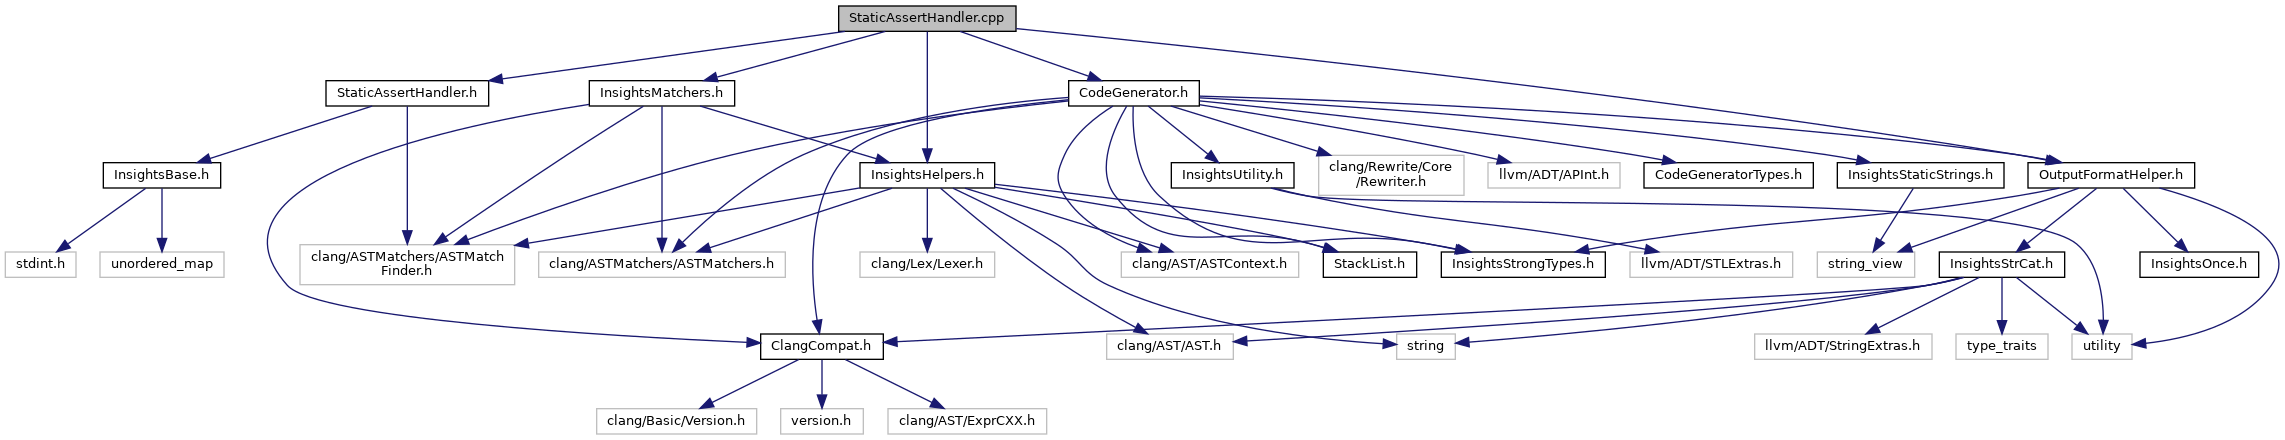 StaticAssertHandler.cpp
StaticAssertHandler.h
InsightsMatchers.h
CodeGenerator.h
InsightsBase.h
InsightsHelpers.h
InsightsUtility.h
clang/Rewrite/Core
/Rewriter.h
llvm/ADT/APInt.h
CodeGeneratorTypes.h
InsightsStaticStrings.h
OutputFormatHelper.h
stdint.h
unordered_map
clang/ASTMatchers/ASTMatch
Finder.h
clang/ASTMatchers/ASTMatchers.h
clang/Lex/Lexer.h
clang/AST/ASTContext.h
StackList.h
InsightsStrongTypes.h
llvm/ADT/STLExtras.h
string_view
InsightsStrCat.h
InsightsOnce.h
ClangCompat.h
clang/AST/AST.h
string
llvm/ADT/StringExtras.h
type_traits
utility
clang/Basic/Version.h
version.h
clang/AST/ExprCXX.h